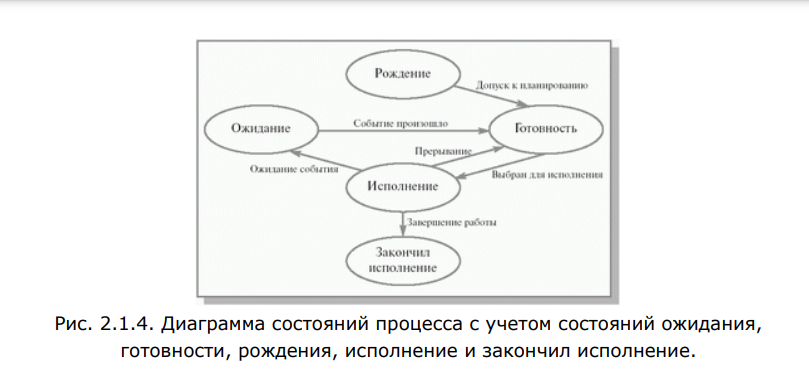 Рождение
Допуск к планированию
Ожидание
Событие произошло
Готовность
Прерывание
Ожидание события
Выбран для исполнения
Исполнение
Завершение работы
Закончил
исполнение
Рис. 2.1.4. Диаграмма состояний процесса с учетом состояний ожидания,
готовности, рождения, исполнение и закончил исполнение.